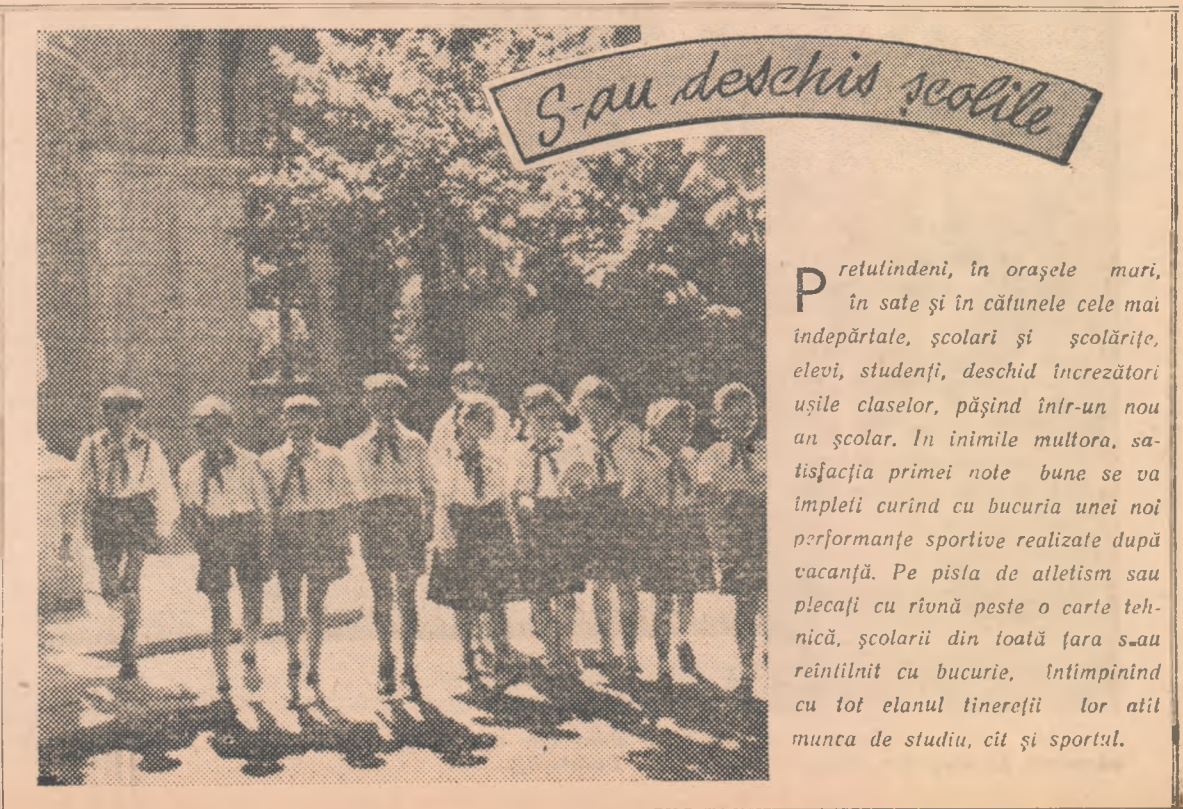 S-au deschis școlile
Pretutindeni, în orașele mari,
în sate și în cătunele cele mai
îndepărtate, școlari și școlărițe,
elevi, studenți, deschid încrezători
ușile claselor, pășind într-un nou
an școlar. In inimile multora, sa-
tisfacția primei note bune se va
împleti curînd cu bucuria unei noi
performanțe sportive realizate după
vacanță. Pe pista de atletism sau
plecați cu rîvnă peste o carte teh-
nică, școlarii din toată țara s-au
reîntîlnit cu bucurie, întîmpinînd
cu tot elanul tinereții lor atît
munca de studiu, cît și sportul.